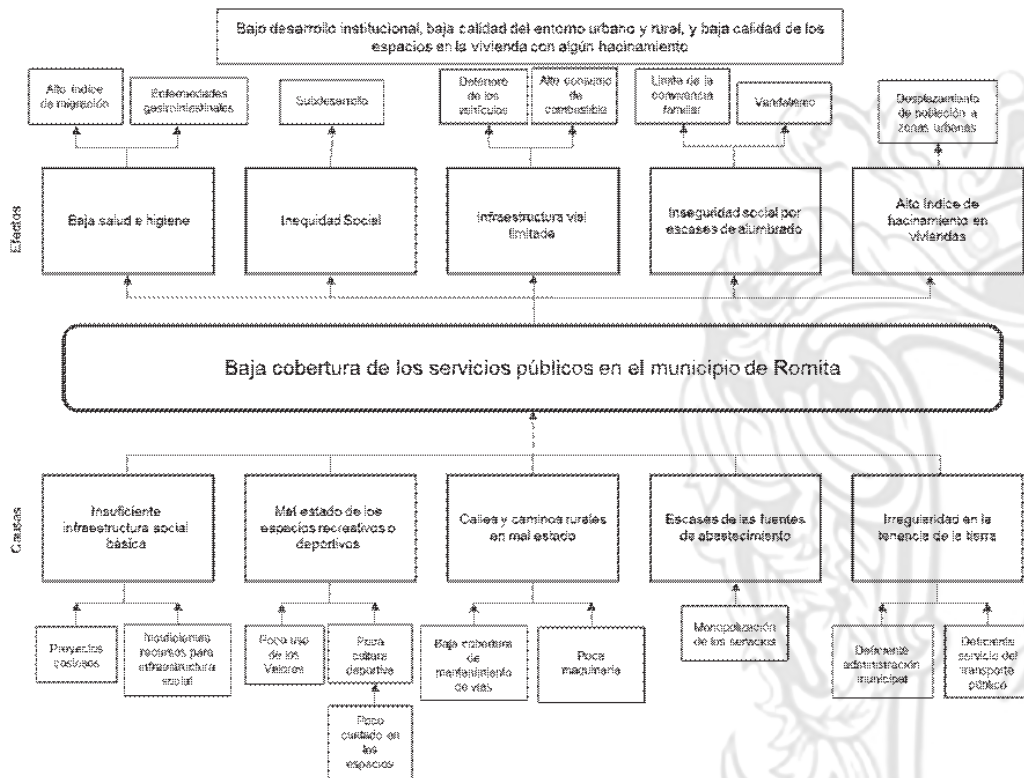 Bajo desarrollo institucional, baja calidad del entorno urbano y rural, y baja calidad de los
espacios en la vivienda con algún hacinamiento
Alto índice
de migración
Enfermedades
gastrointestinales
Subdesarrollo
Deterioro
de los
vehículos
Alto consumo
de
combustible
Limita de la
convivencia
familiar
Vandalismo
Desplazamiento
de población a
zonas urbanas
Efectos
Baja salud e higiene
Inequidad Social
Infraestructura vial
limitada
Inseguridad social por
escases de alumbrado
Alto índice de
hacinamiento en
viviendas
Baja cobertura de los servicios públicos en el municipio de Romita
Causas
Insuficiente
infraestructura social
básica
Mal estado de los
espacios recreativos o
deportivos
Calles y caminos rurales
en mal estado
Escases de las fuentes
de abastecimiento
Irregularidad en la
tenencia de la tierra
Proyectos
costosos
Insuficientes
recursos para
infraestructura
social
Poco uso
de los
Valores
Poca
cultura
deportiva
Baja cobertura
de
mantenimiento
de vías
Poca
maquinaria
Monopolización
de los servicios
Deficiente
administración
municipal
Deficiente
servicio del
transporte
público
Poco
cuidado en
los
espacios